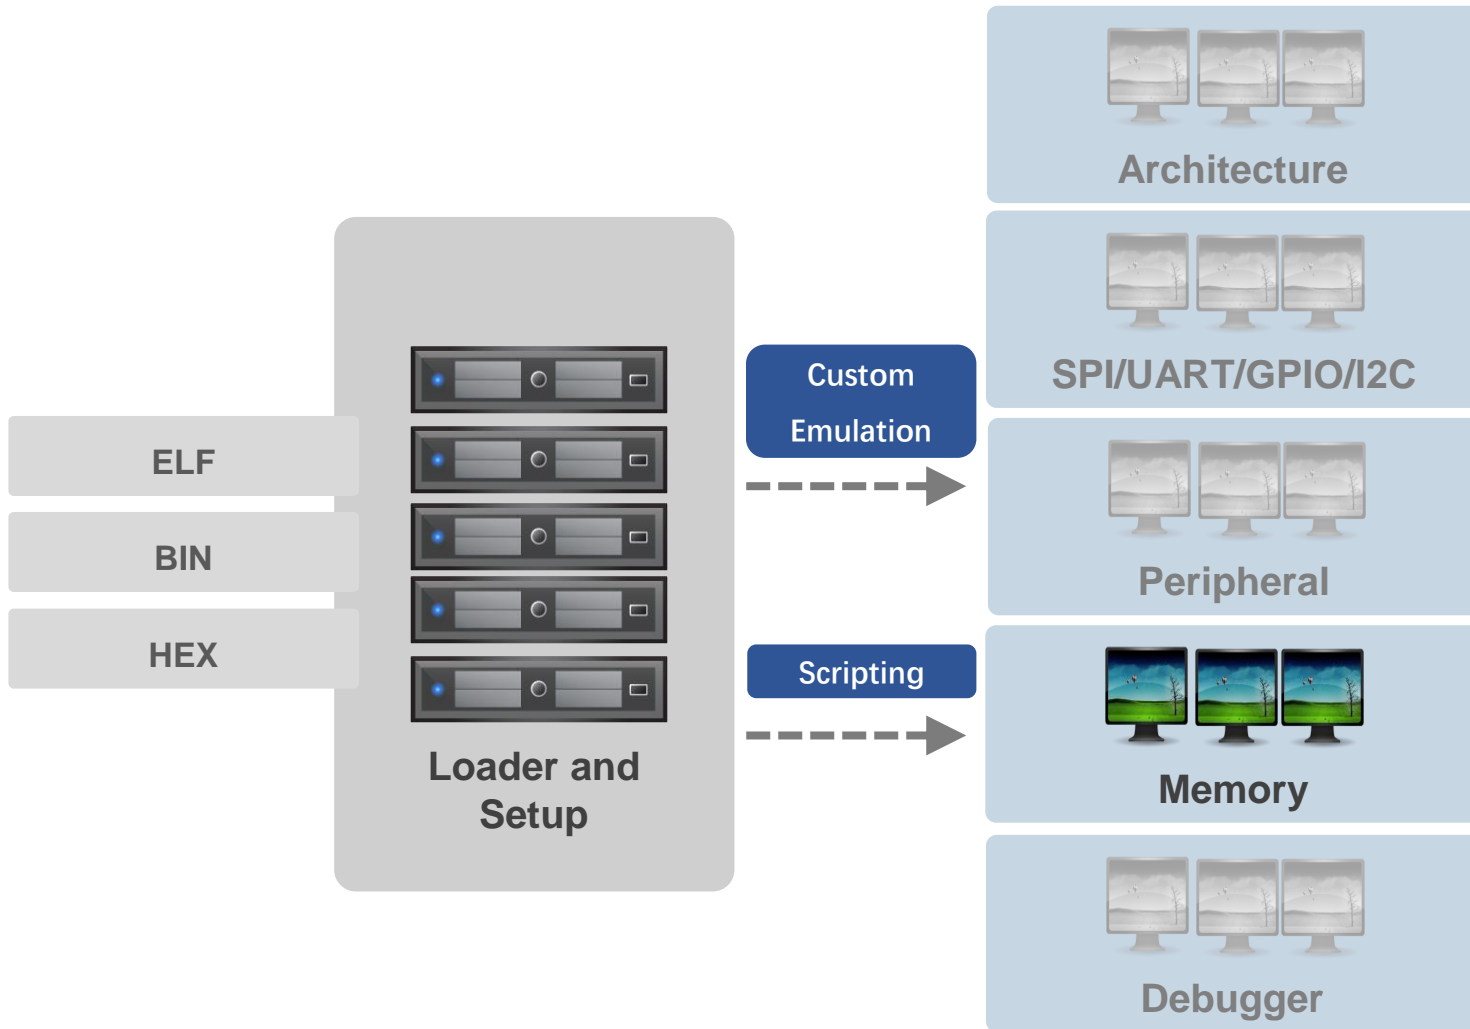 ELF
BIN
HEX
Loader and
Setup
Custom
Emulation
Scripting
Architecture
SPI/UART/GPIO/I2C
Peripheral
Memory
Debugger